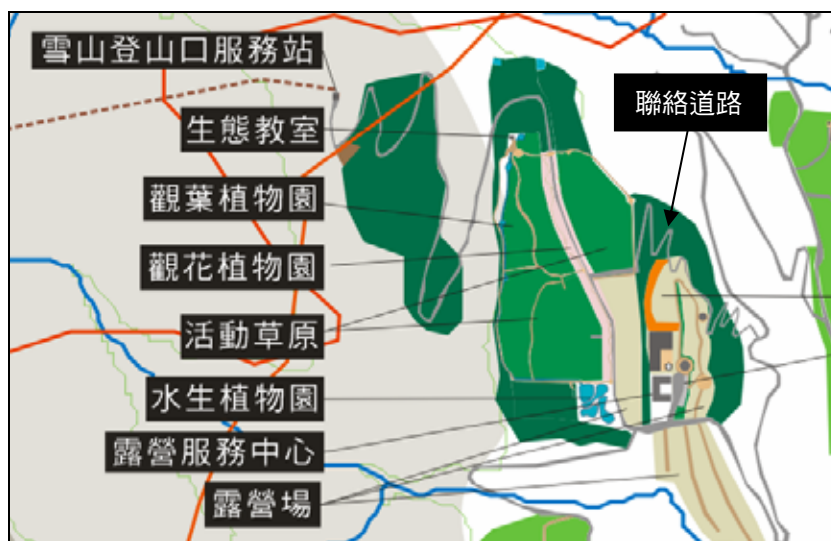 雪山登山口服務站
聯絡道路
生態教室
觀葉植物園
觀花植物園
活動草原
水生植物園
露營服務中心
露營場